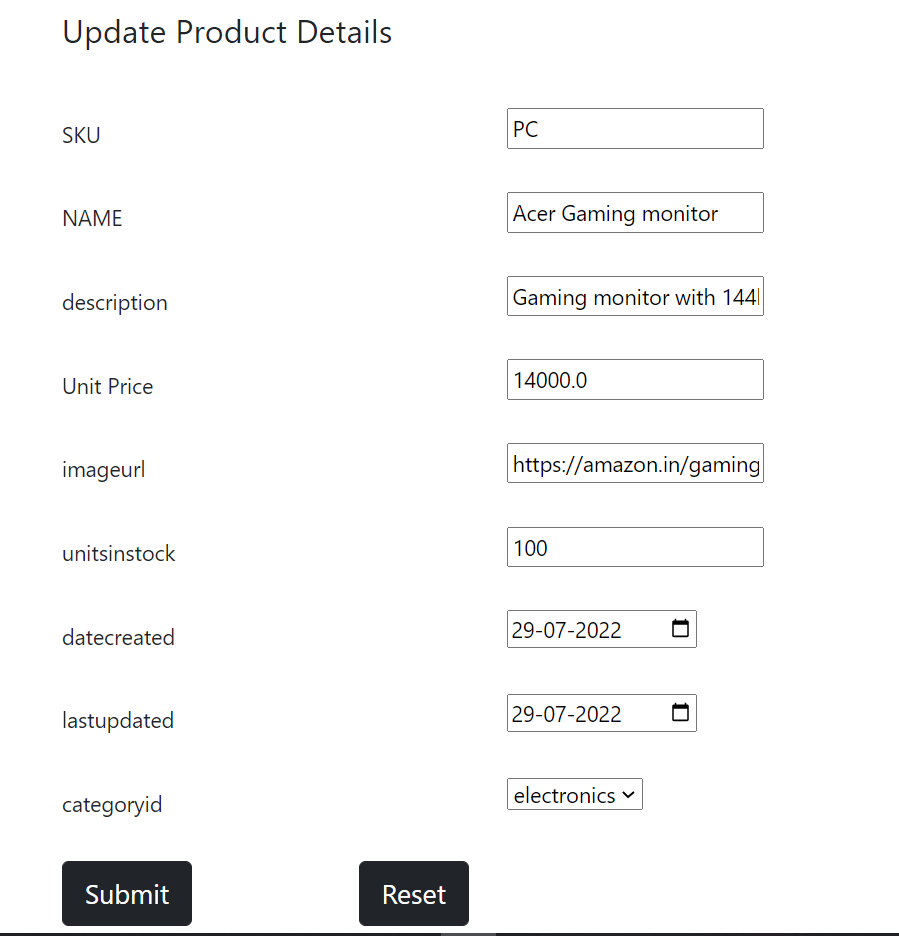 Update Product Details
SKU PC
NAME Acer Gaming monitor
description Gaming monitor with 144
Unit Price 14000.0
imageurl https://amazon.in/gaming
unitsinstock 100
datecreated 29-07-2022
lastupdated 29-07-2022
categoryid electronics
Submit Reset